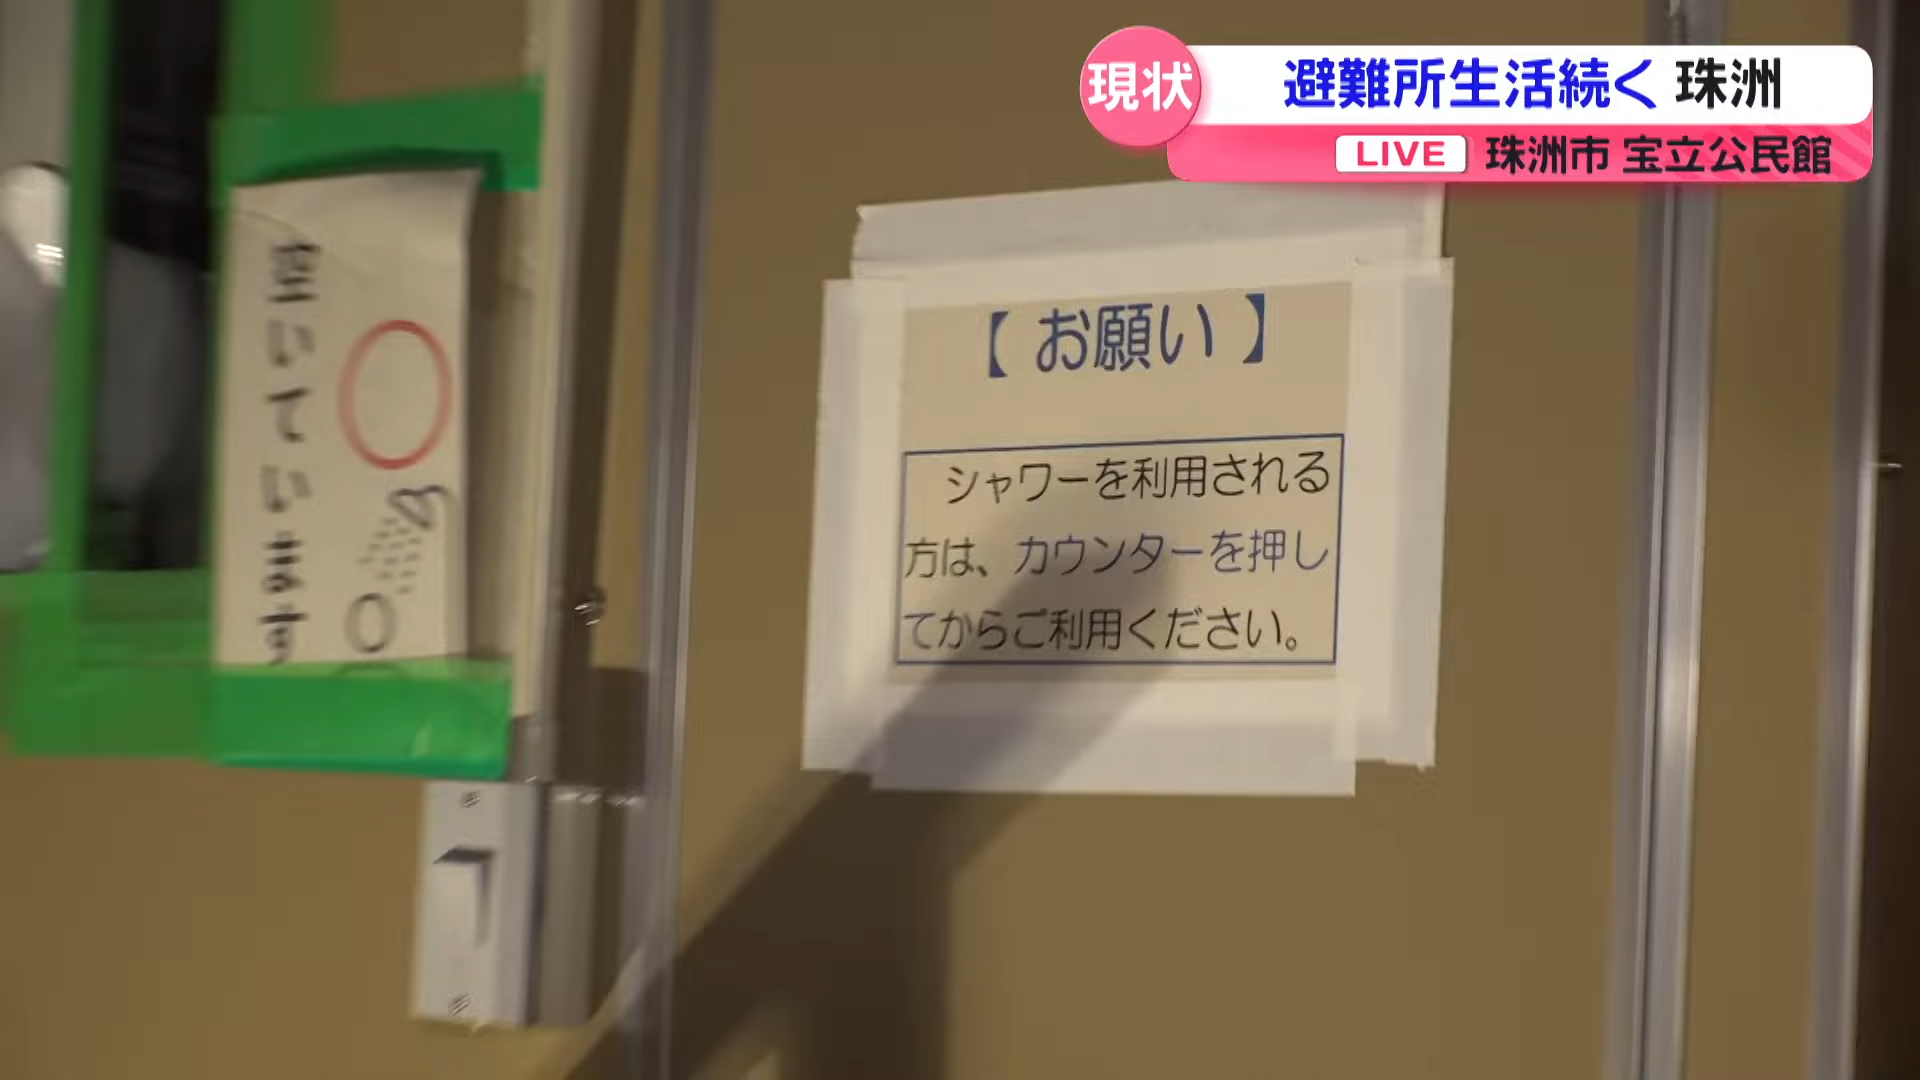 現状
避難所生活続く 珠洲
LIVE 珠洲市 宝立公民館
空いています
【お願い】
シャワーを利用される
方は、カウンターを押し
てからご利用ください。